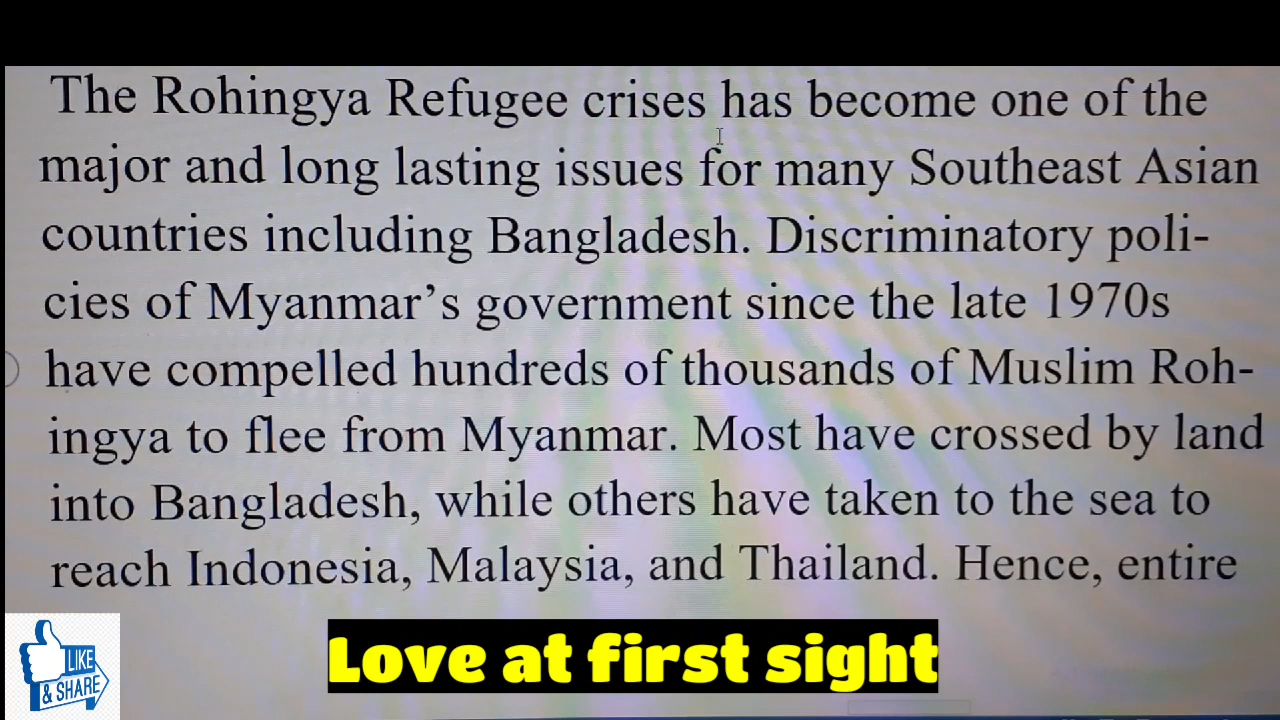 The Rohingya Refugee crises has become one of the
major and long lasting issues for many Southeast Asian
countries including Bangladesh. Discriminatory poli-
cies of Myanmar’s government since the late 1970s
have compelled hundreds of thousands of Muslim Roh-
ingya to flee from Myanmar. Most have crossed by land
into Bangladesh, while others have taken to the sea to
reach Indonesia, Malaysia, and Thailand. Hence, entire
LIKE
& SHARE
Love at first sight